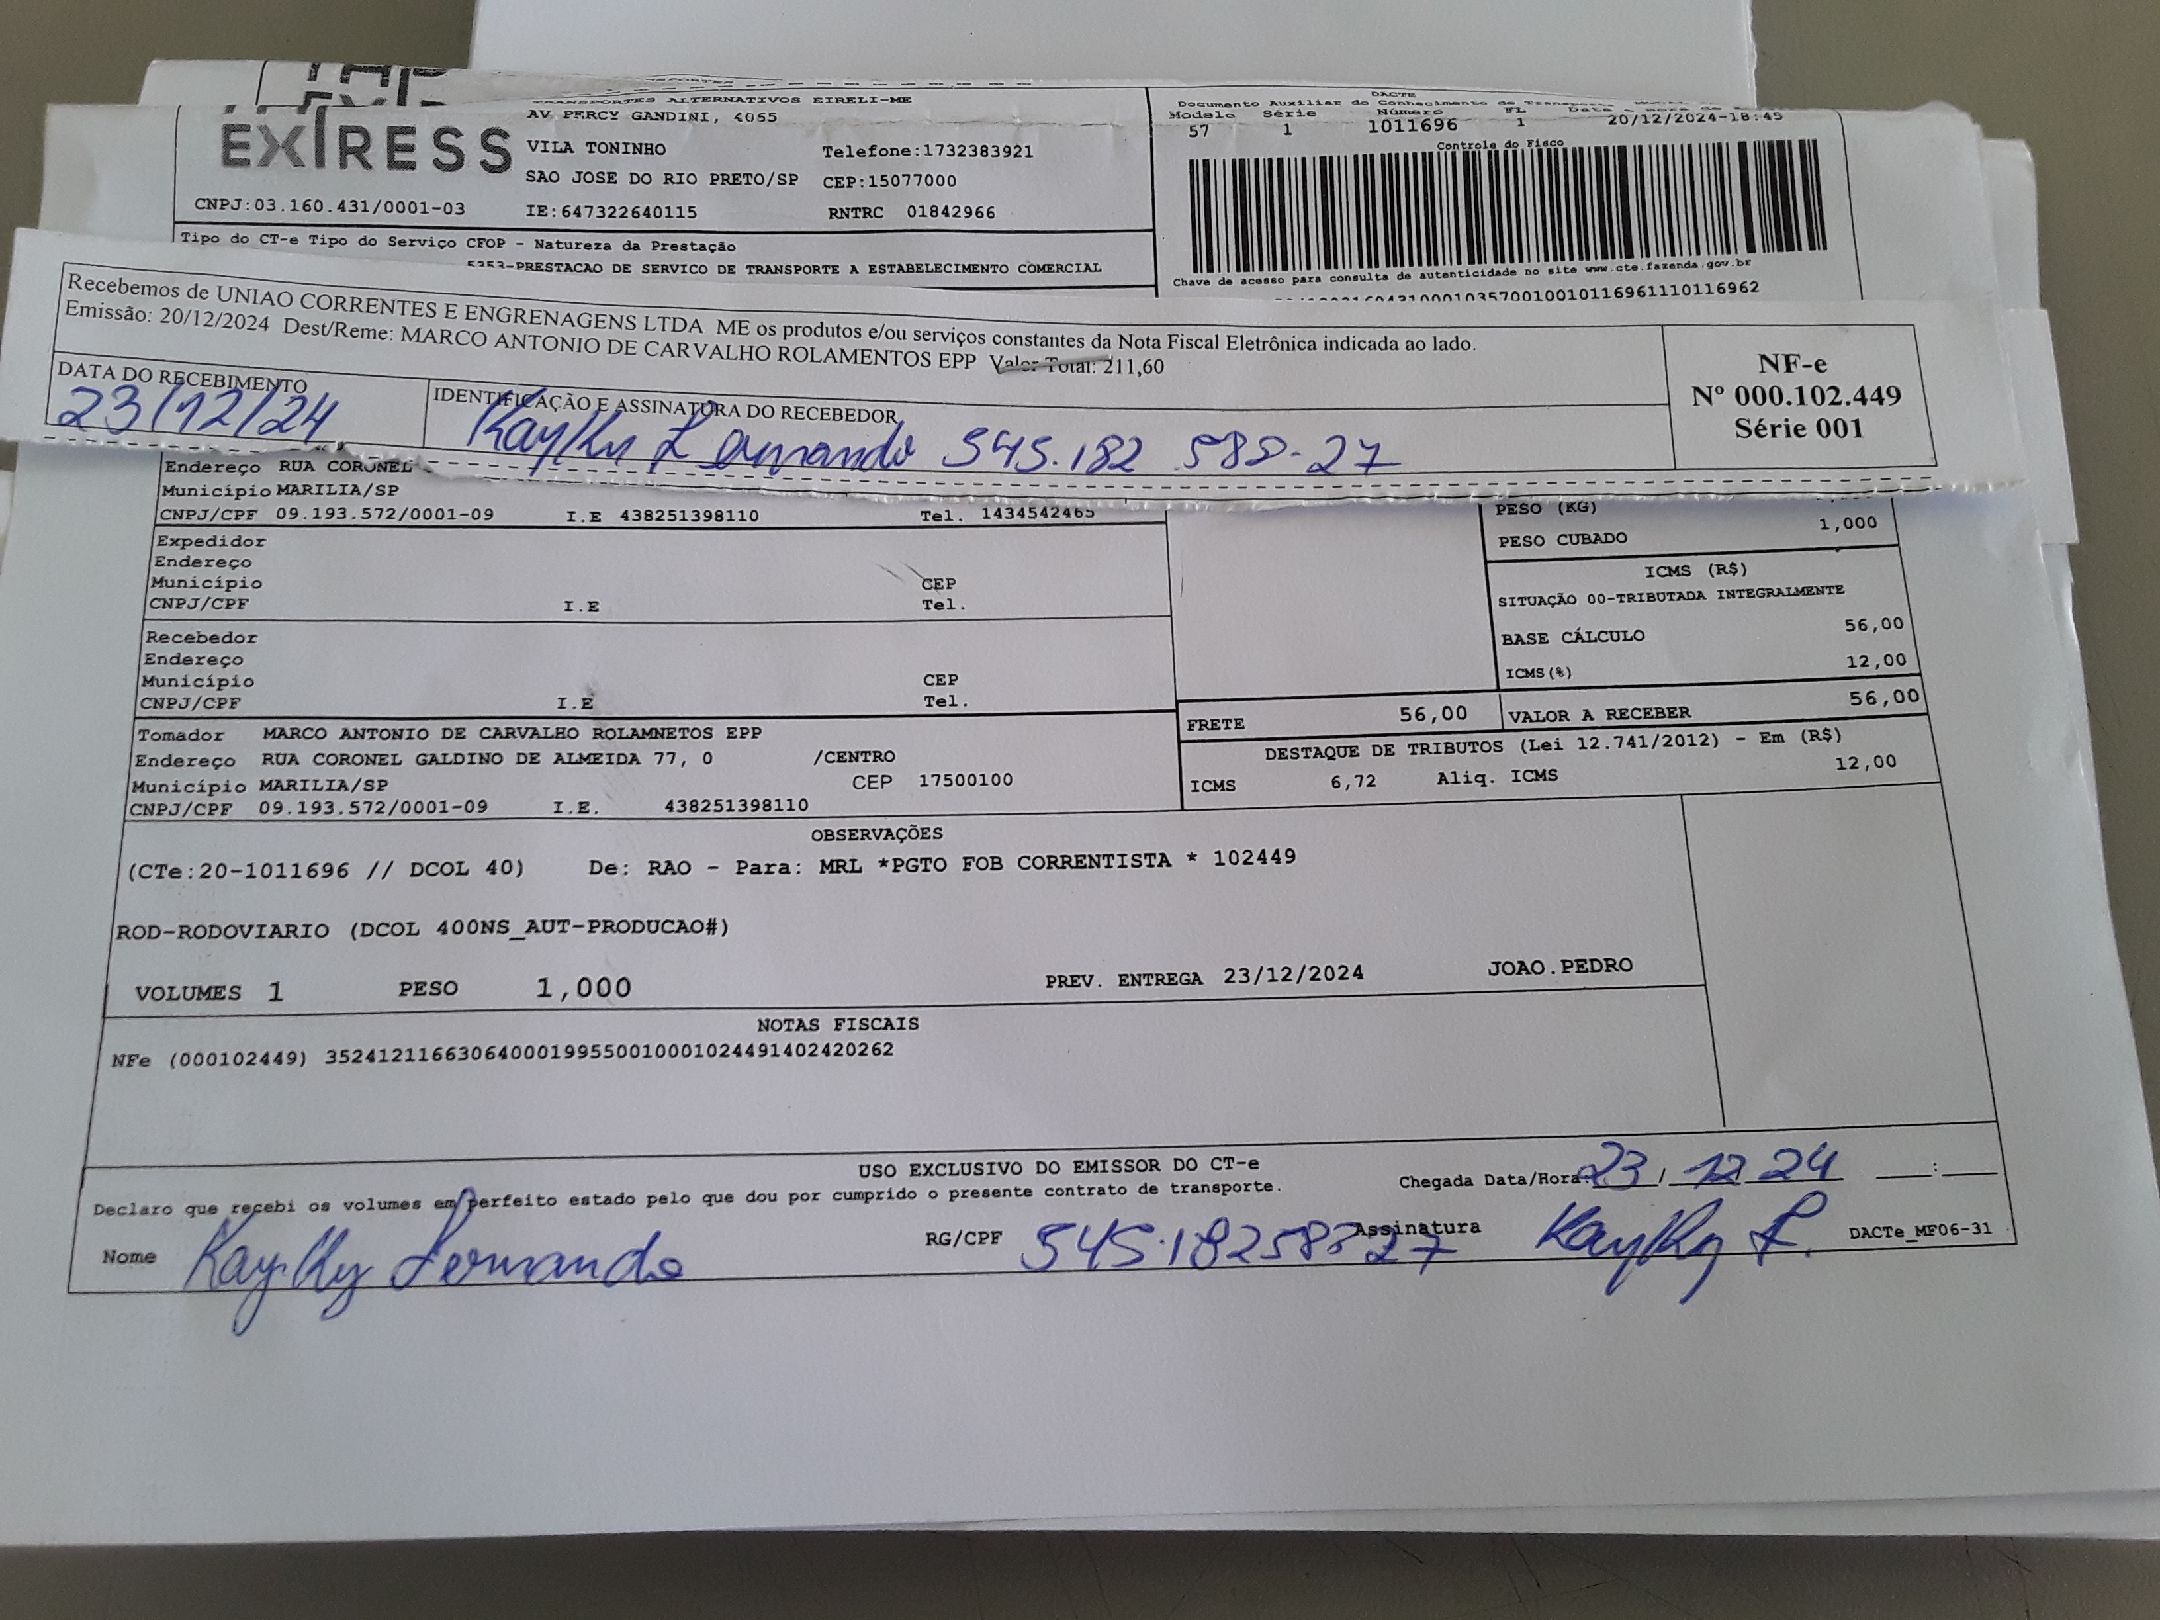 TRANSPORTES ALTERNATIVOS EIRELI-ME
AV PERCY GANDINI, 4055
EXPRESS
VILA TONINHO Telefone:1732383921
SAO JOSE DO RIO PRETO/SP CEP:15077000
CNPJ:03.160.431/0001-03 IE:647322640115 RNTRC 01842966
Tipo do CT-e Tipo do Serviço CFOP - Natureza da Prestação
5353-PRESTACAO DE SERVICO DE TRANSPORTE A ESTABELECIMENTO COMERCIAL
DACTE
Documento Auxiliar do Conhecimento de Transporte
Modelo Série Número FL
57 1 1011696 1 20/12/2024-18:45
Controle do Fisco
Chave de acesso para consulta de autenticidade no site www.cte.fazenda.gov.br
Recebemos de UNIAO CORRENTES E ENGRENAGENS LTDA ME os produtos e/ou serviços constantes da Nota Fiscal Eletrônica indicada ao lado.
Emissão: 20/12/2024 Dest/Reme: MARCO ANTONIO DE CARVALHO ROLAMENTOS EPP Valor Total: 211,60
DATA DO RECEBIMENTO
23/12/24
IDENTIFICAÇÃO E ASSINATURA DO RECEBEDOR
Kaylky Fernando 545.182 588-27
NF-e
Nº 000.102.449
Série 001
Endereço RUA CORONEL
Município MARILIA/SP
CNPJ/CPF 09.193.572/0001-09 I.E 438251398110 Tel. 1434542465
Expedidor
Endereço
Município CEP
CNPJ/CPF I.E Tel.
Recebedor
Endereço
Município CEP
CNPJ/CPF I.E Tel.
Tomador MARCO ANTONIO DE CARVALHO ROLAMNETOS EPP
Endereço RUA CORONEL GALDINO DE ALMEIDA 77, 0 /CENTRO
Município MARILIA/SP CEP 17500100
CNPJ/CPF 09.193.572/0001-09 I.E. 438251398110
PESO (KG)
PESO CUBADO 1,000
ICMS (R$)
SITUAÇÃO 00-TRIBUTADA INTEGRALMENTE
BASE CÁLCULO 56,00
ICMS(%) 12,00
FRETE 56,00 VALOR A RECEBER 56,00
DESTAQUE DE TRIBUTOS (Lei 12.741/2012) - Em (R$)
ICMS 6,72 Aliq. ICMS 12,00
OBSERVAÇÕES
(CTe:20-1011696 // DCOL 40) De: RAO - Para: MRL *PGTO FOB CORRENTISTA * 102449
ROD-RODOVIARIO (DCOL 400NS_AUT-PRODUCAO#)
VOLUMES 1 PESO 1,000 PREV. ENTREGA 23/12/2024 JOAO.PEDRO
NOTAS FISCAIS
NFe (000102449) 35241211663064000199550010001024491402420262
USO EXCLUSIVO DO EMISSOR DO CT-e
Declaro que recebi os volumes em perfeito estado pelo que dou por cumprido o presente contrato de transporte.
Chegada Data/Hora: 23 / 12 24 :
Nome Kaylky Fernando RG/CPF 545.182588 27 Assinatura Kaylky F. DACTe_MF06-31